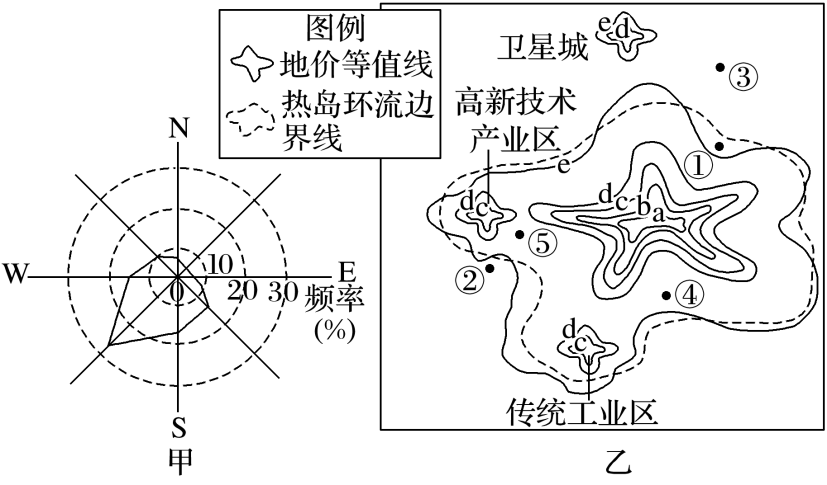 图例
地价等值线
热岛环流边
界线
N
W
E
S
0
10
20
30
频率
(%)
甲
卫星城
e
d
③
高新技术
产业区
①
e
d
c
d
c
b
a
⑤
②
④
d
c
传统工业区
乙